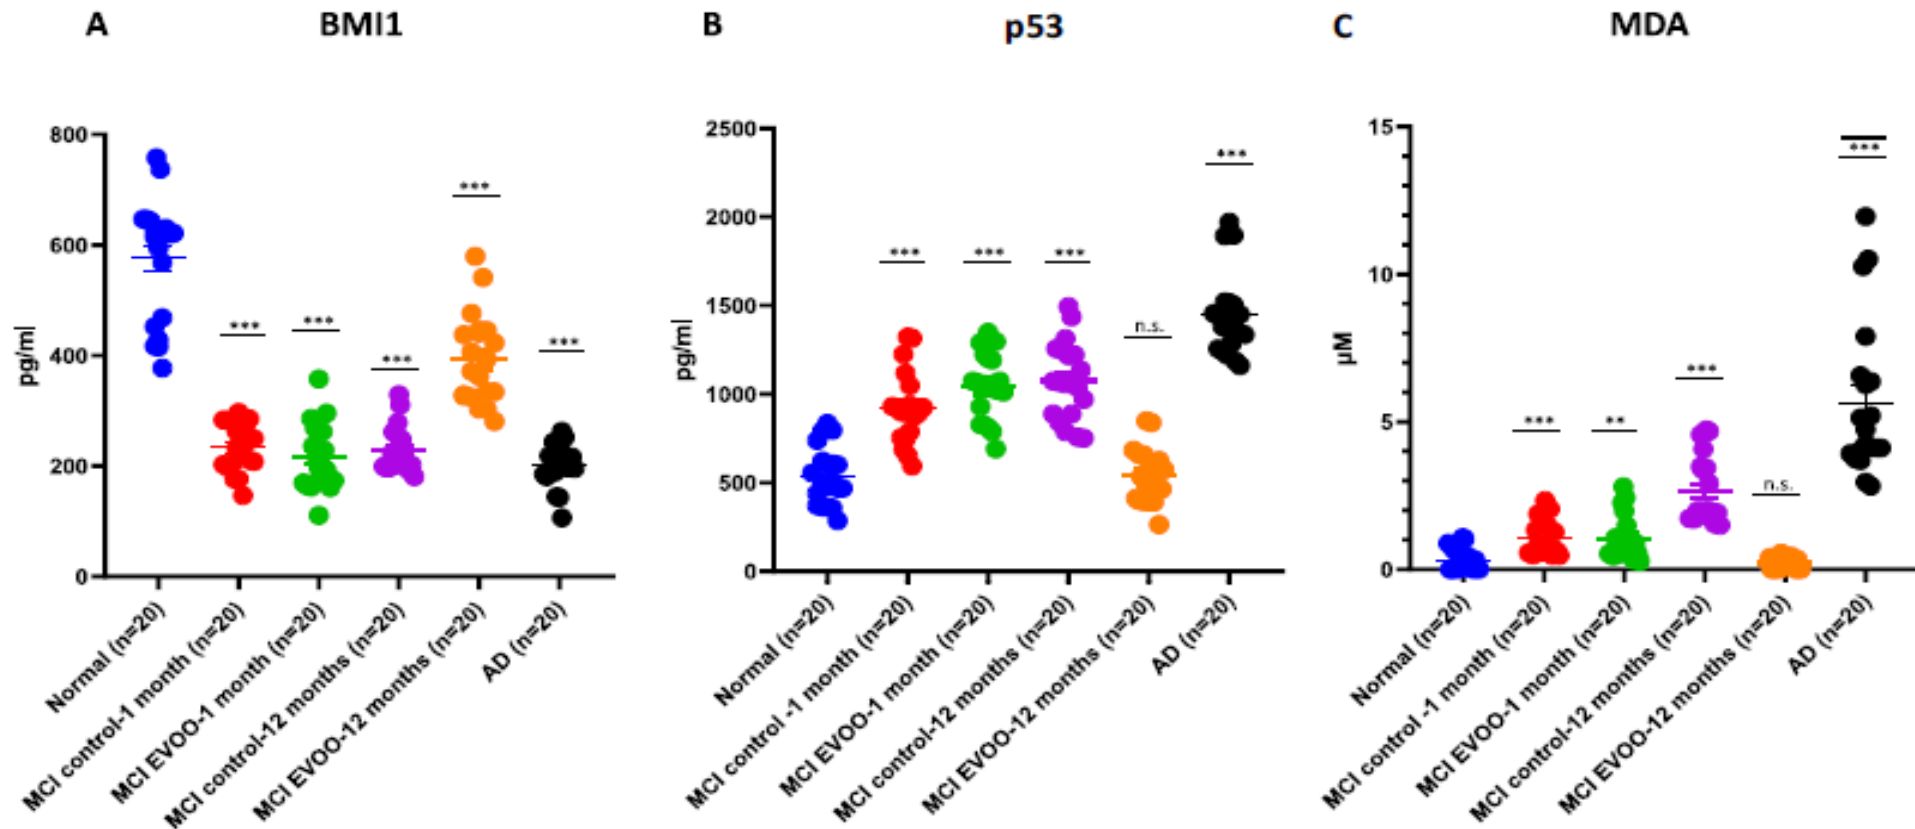 A BMI1
800
600
400
200
0
pg/ml
***
***
***
***
***
Normal (n=20)
MCI control-1 month (n=20)
MCI EVOO-1 month (n=20)
MCI control-12 months (n=20)
MCI EVOO-12 months (n=20)
AD (n=20)
B p53
2500
2000
1500
1000
500
0
pg/ml
***
***
***
n.s.
***
Normal (n=20)
MCI control -1 month (n=20)
MCI EVOO-1 month (n=20)
MCI control-12 months (n=20)
MCI EVOO-12 months (n=20)
AD (n=20)
C MDA
15
10
5
0
µM
***
**
***
n.s.
***
Normal (n=20)
MCI control -1 month (n=20)
MCI EVOO-1 month (n=20)
MCI control-12 months (n=20)
MCI EVOO-12 months (n=20)
AD (n=20)